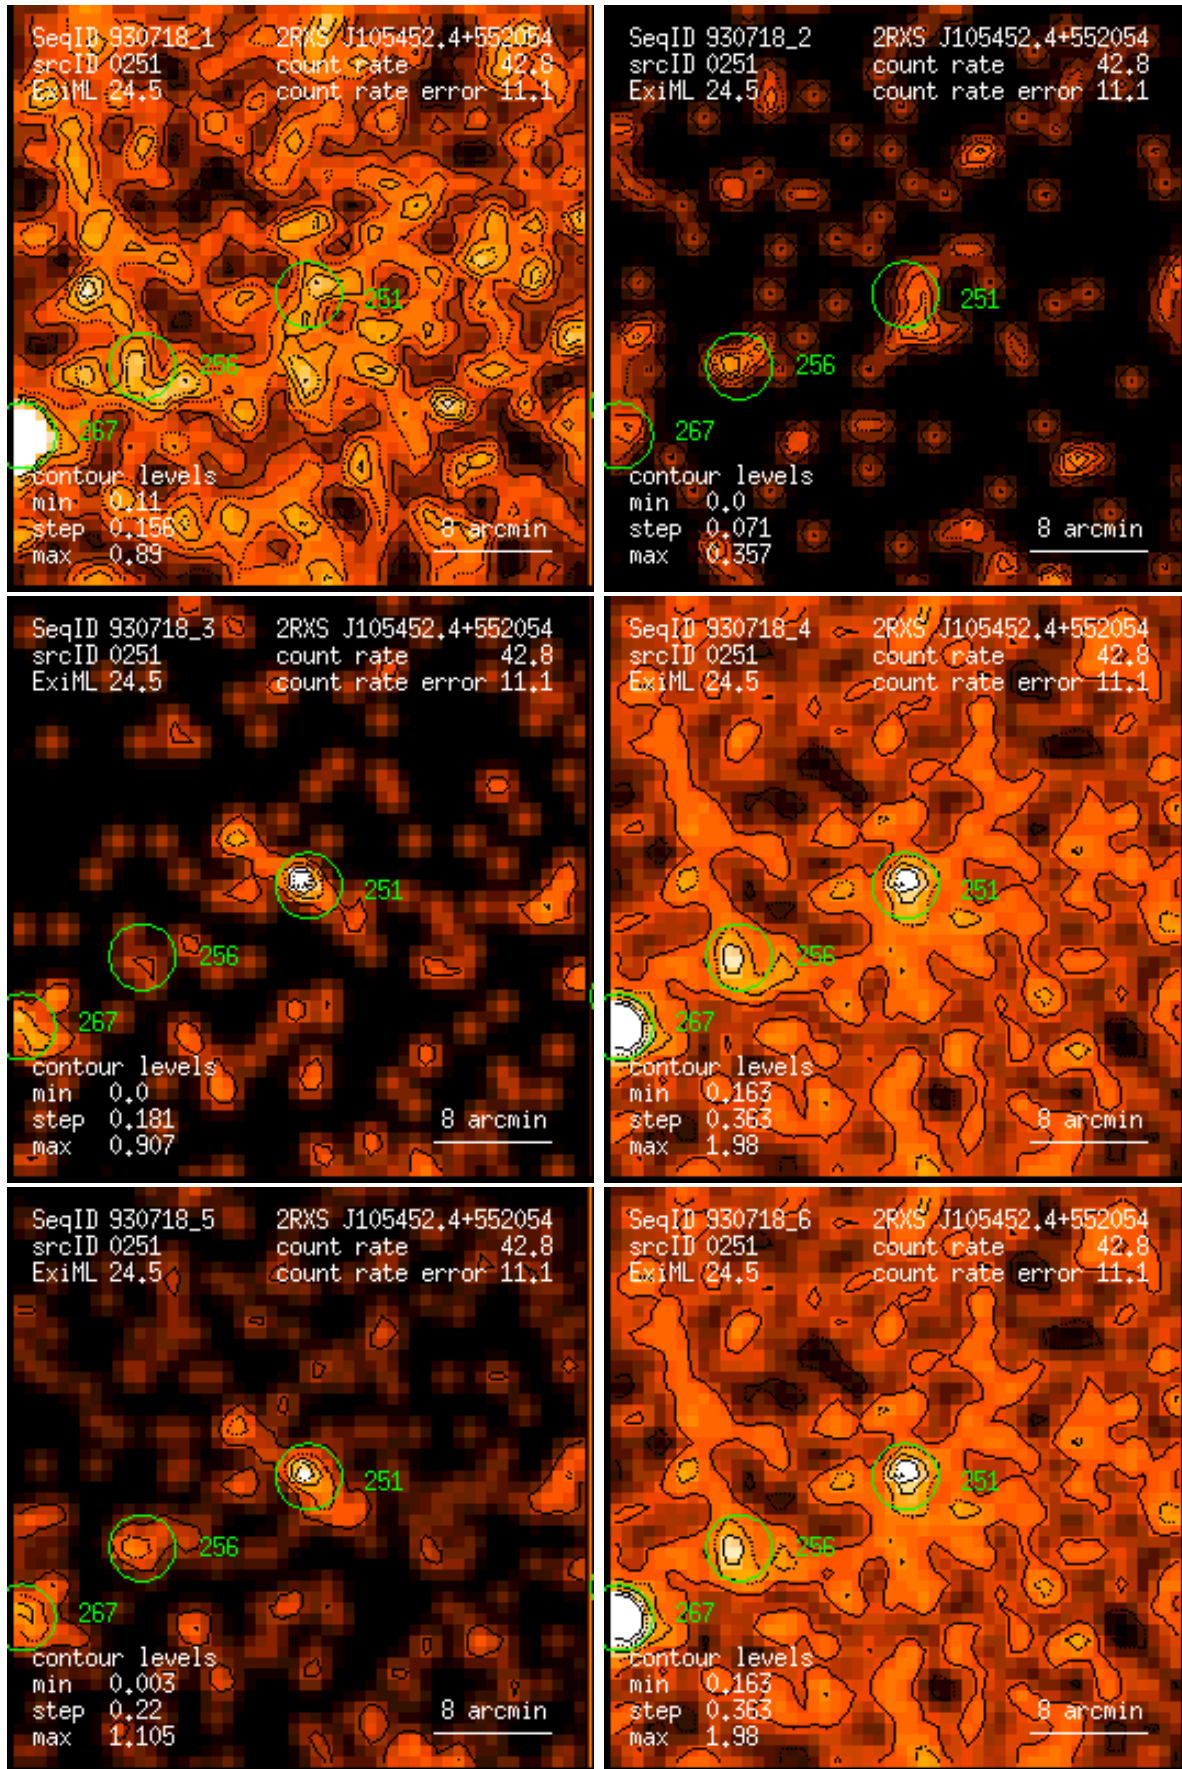 SeqID 930718_1 2RXS J105452.4+552054
srcID 0251 count rate 42.8
ExiML 24.5 count rate error 11.1
251
256
267
contour levels
min 0.11
step 0.156
8 arcmin
max 0.89
SeqID 930718_2 2RXS J105452.4+552054
srcID 0251 count rate 42.8
ExiML 24.5 count rate error 11.1
251
256
267
contour levels
min 0.0
step 0.071
8 arcmin
max 0.357
SeqID 930718_3 2RXS J105452.4+552054
srcID 0251 count rate 42.8
ExiML 24.5 count rate error 11.1
251
256
267
contour levels
min 0.0
step 0.181
8 arcmin
max 0.907
SeqID 930718_4 2RXS J105452.4+552054
srcID 0251 count rate 42.8
ExiML 24.5 count rate error 11.1
251
256
267
contour levels
min 0.163
step 0.363
8 arcmin
max 1.98
SeqID 930718_5 2RXS J105452.4+552054
srcID 0251 count rate 42.8
ExiML 24.5 count rate error 11.1
251
256
267
contour levels
min 0.003
step 0.22
8 arcmin
max 1.105
SeqID 930718_6 2RXS J105452.4+552054
srcID 0251 count rate 42.8
ExiML 24.5 count rate error 11.1
251
256
267
contour levels
min 0.163
step 0.363
8 arcmin
max 1.98